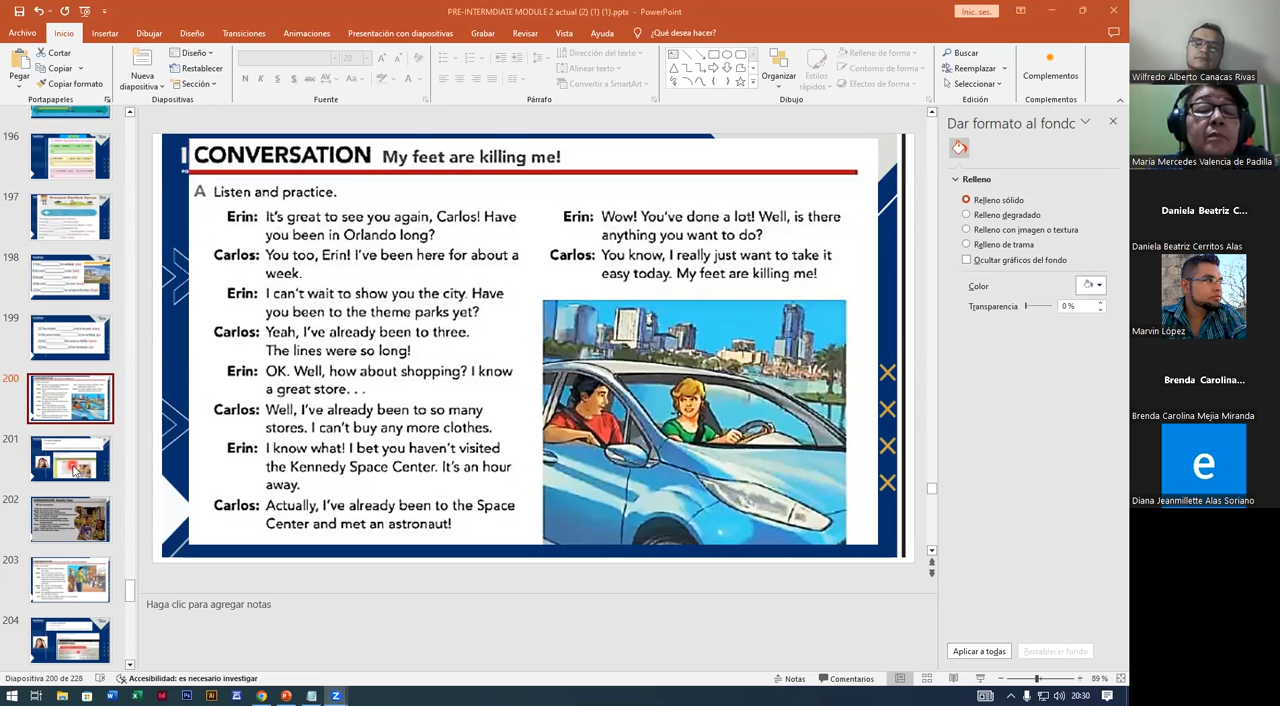 PRE-INTERMDIATE MODULE 2 actual (2) (1) (1).pptx - PowerPoint
Inic. ses.
Archivo Inicio Insertar Dibujar Diseño Transiciones Animaciones Presentación con diapositivas Grabar Revisar Vista Ayuda ¿Qué desea hacer?
Pegar
Cortar
Copiar
Copiar formato
Portapapeles
Nueva diapositiva
Diseño
Restablecer
Sección
Diapositivas
20
N K S S
Aa
A
Fuente
Dirección del texto
Alinear texto
Convertir a SmartArt
Párrafo
Organizar
Estilos rápidos
Relleno de forma
Contorno de forma
Efectos de forma
Dibujo
Buscar
Reemplazar
Seleccionar
Edición
Complementos
Complementos
196
197
198
199
200
201
202
203
204
CONVERSATION My feet are killing me!
A Listen and practice.
Erin: It's great to see you again, Carlos! Have
you been in Orlando long?
Carlos: You too, Erin! I've been here for about a
week.
Erin: I can't wait to show you the city. Have
you been to the theme parks yet?
Carlos: Yeah, I've already been to three.
The lines were so long!
Erin: OK. Well, how about shopping? I know
a great store. . .
Carlos: Well, I've already been to so many
stores. I can't buy any more clothes.
Erin: I know what! I bet you haven't visited
the Kennedy Space Center. It's an hour
away.
Carlos: Actually, I've already been to the Space
Center and met an astronaut!
Erin: Wow! You've done a lot! Well, is there
anything you want to do?
Carlos: You know, I really just want to take it
easy today. My feet are killing me!
Haga clic para agregar notas
Dar formato al fondo
Relleno
Relleno sólido
Relleno degradado
Relleno con imagen o textura
Relleno de trama
Ocultar gráficos del fondo
Color
Transparencia 0 %
Aplicar a todas
Restablecer fondo
Wilfredo Alberto Canacas Rivas
María Mercedes Valencia de Padilla
Daniela Beatriz C...
Daniela Beatriz Cerritos Alas
Marvin López
Brenda Carolina...
Brenda Carolina Mejia Miranda
e
Diana Jeanmillette Alas Soriano
Diapositiva 200 de 228
Accesibilidad: es necesario investigar
Notas
Comentarios
89 %
20:30